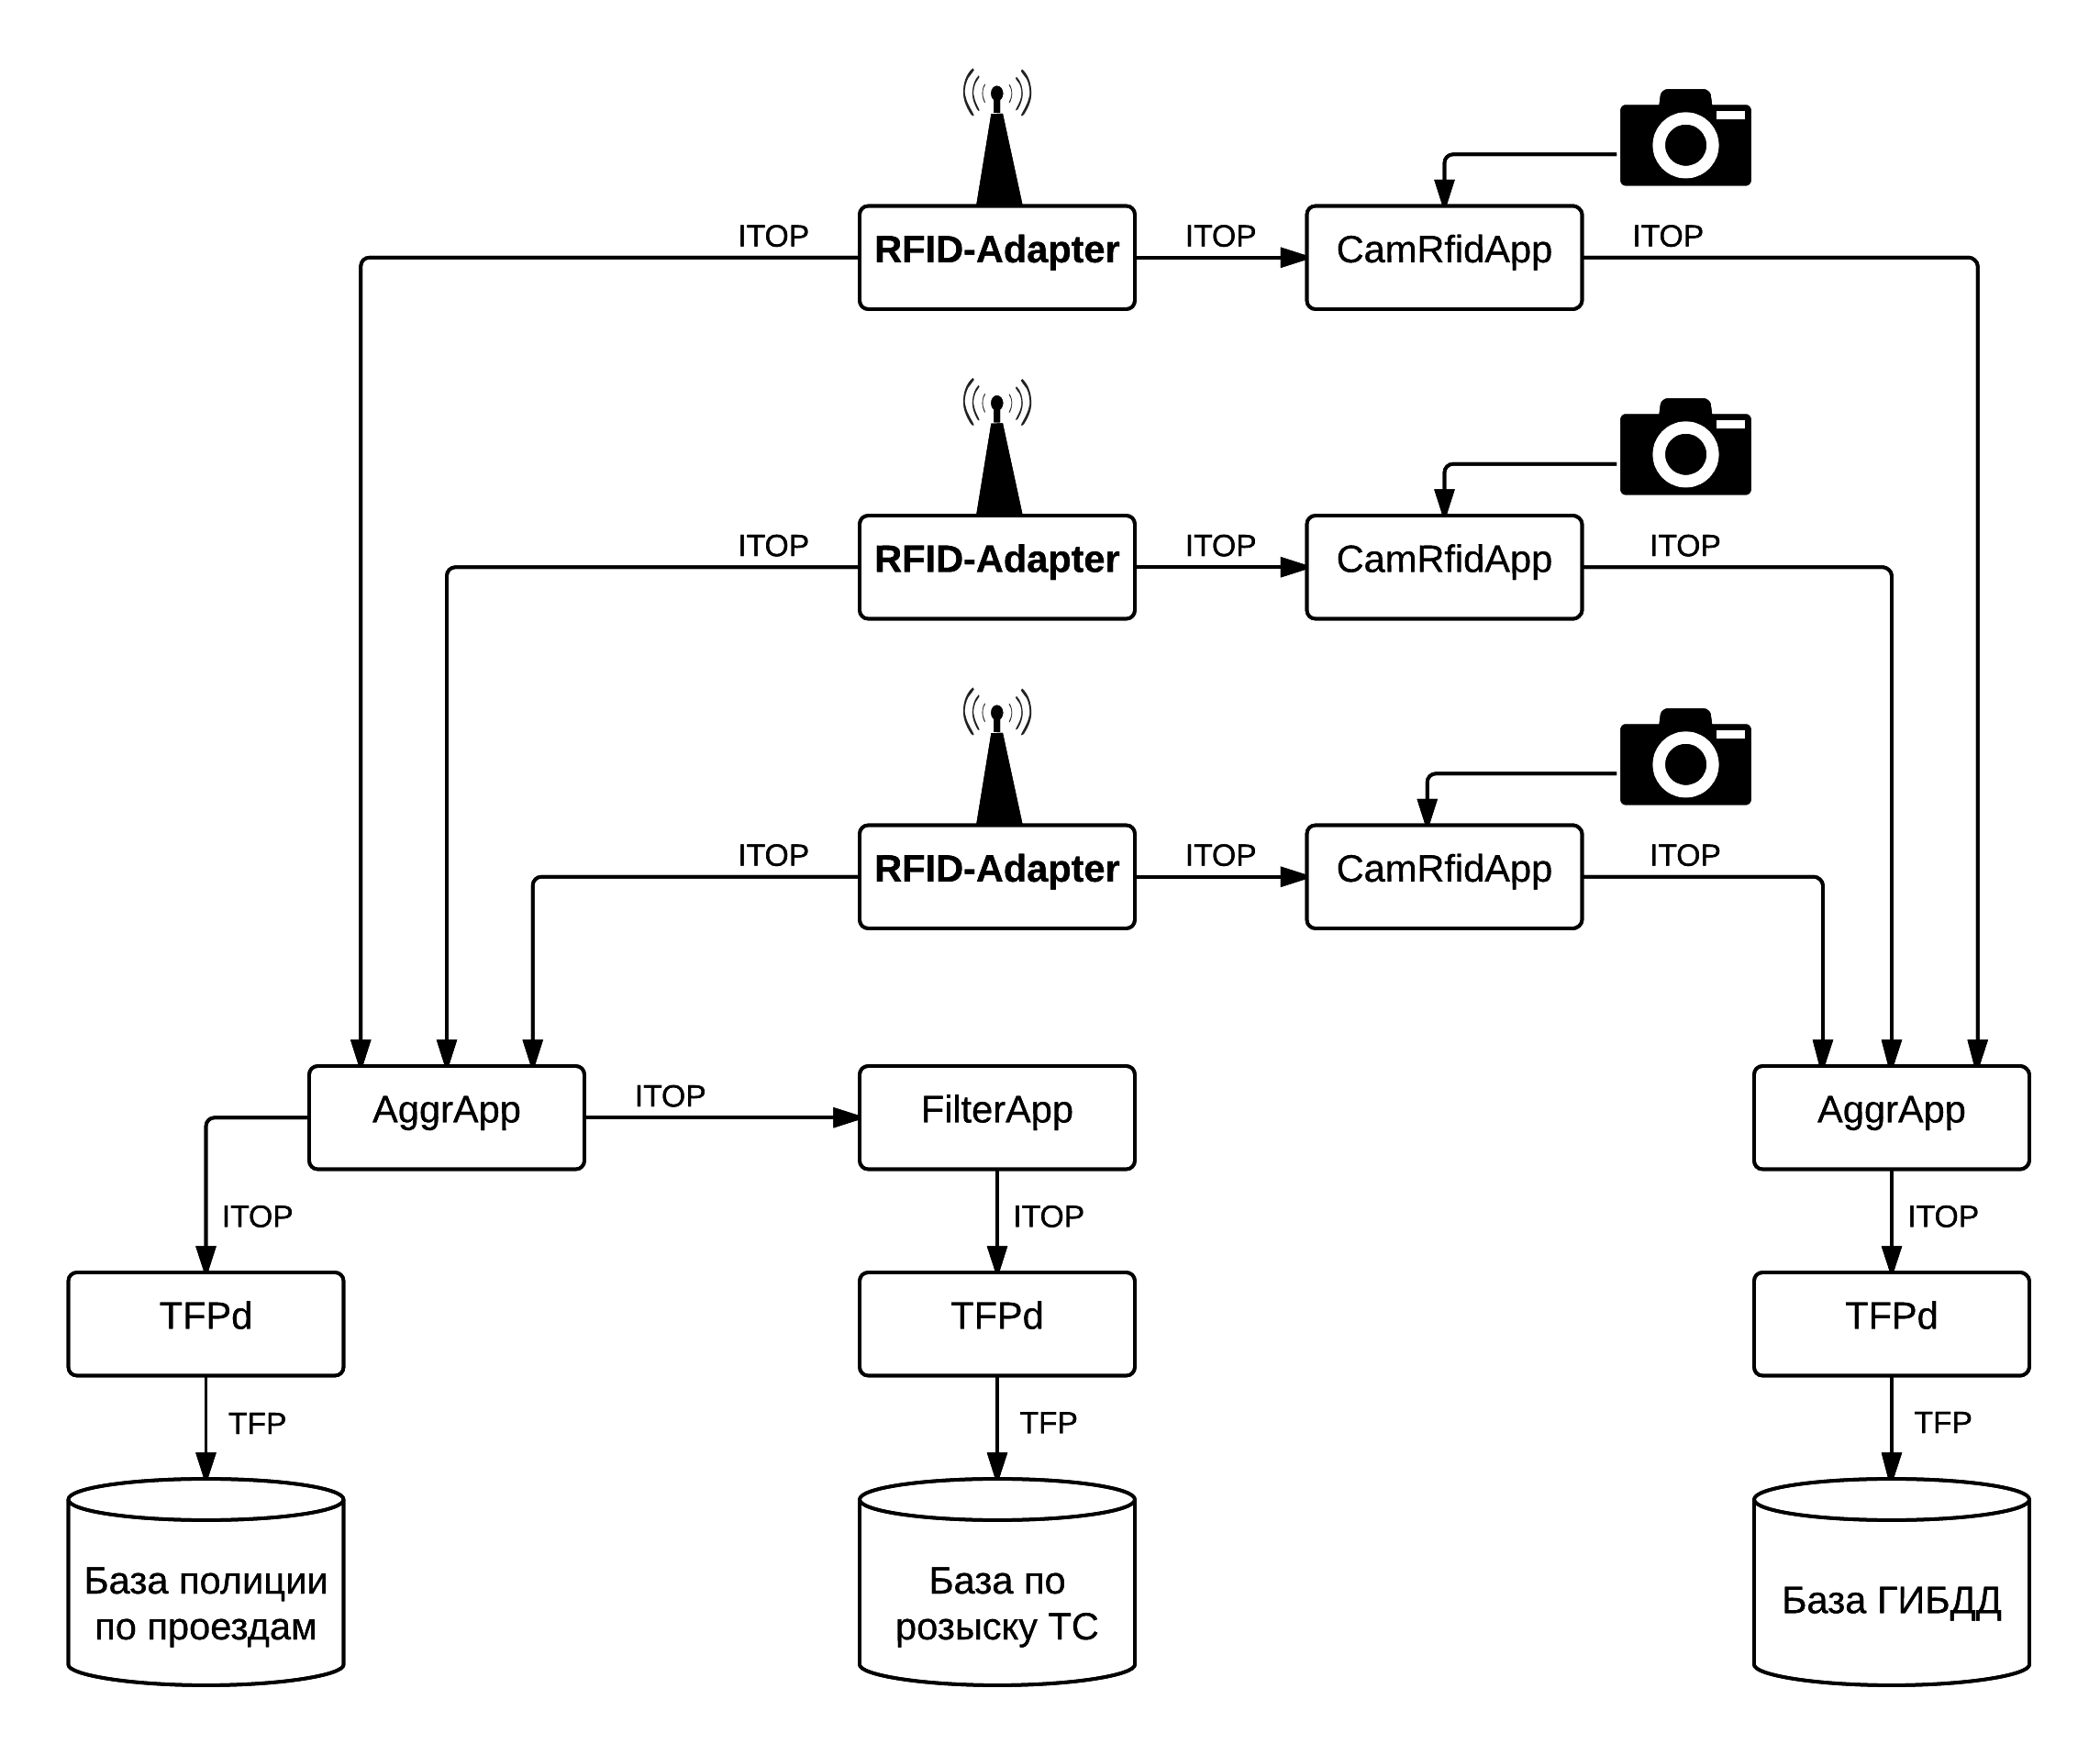 ITOP
RFID-Adapter
ITOP
CamRfidApp
ITOP
ITOP
RFID-Adapter
ITOP
CamRfidApp
ITOP
ITOP
RFID-Adapter
ITOP
CamRfidApp
ITOP
AggrApp
ITOP
FilterApp
AggrApp
ITOP
ITOP
ITOP
TFPd
TFPd
TFPd
TFP
TFP
TFP
База полиции
по проездам
База по
розыску ТС
База ГИБДД